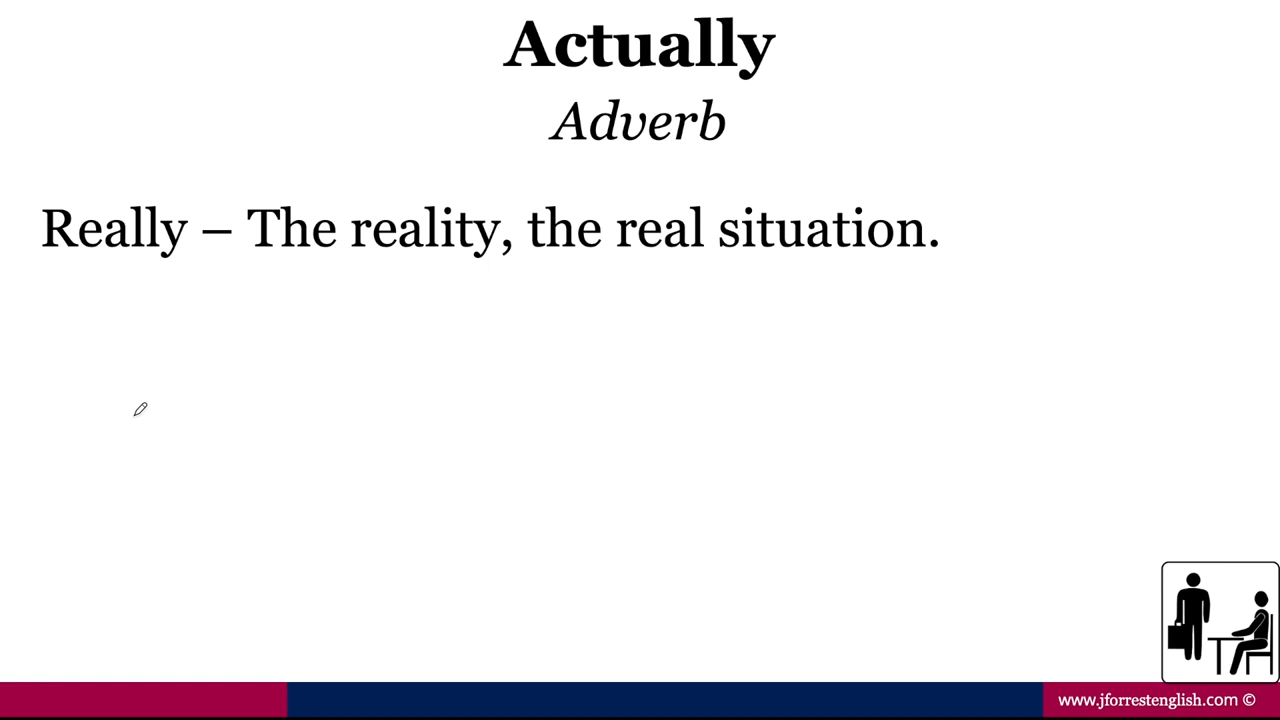 Actually
Adverb
Really – The reality, the real situation.
www.jforrestenglish.com ©